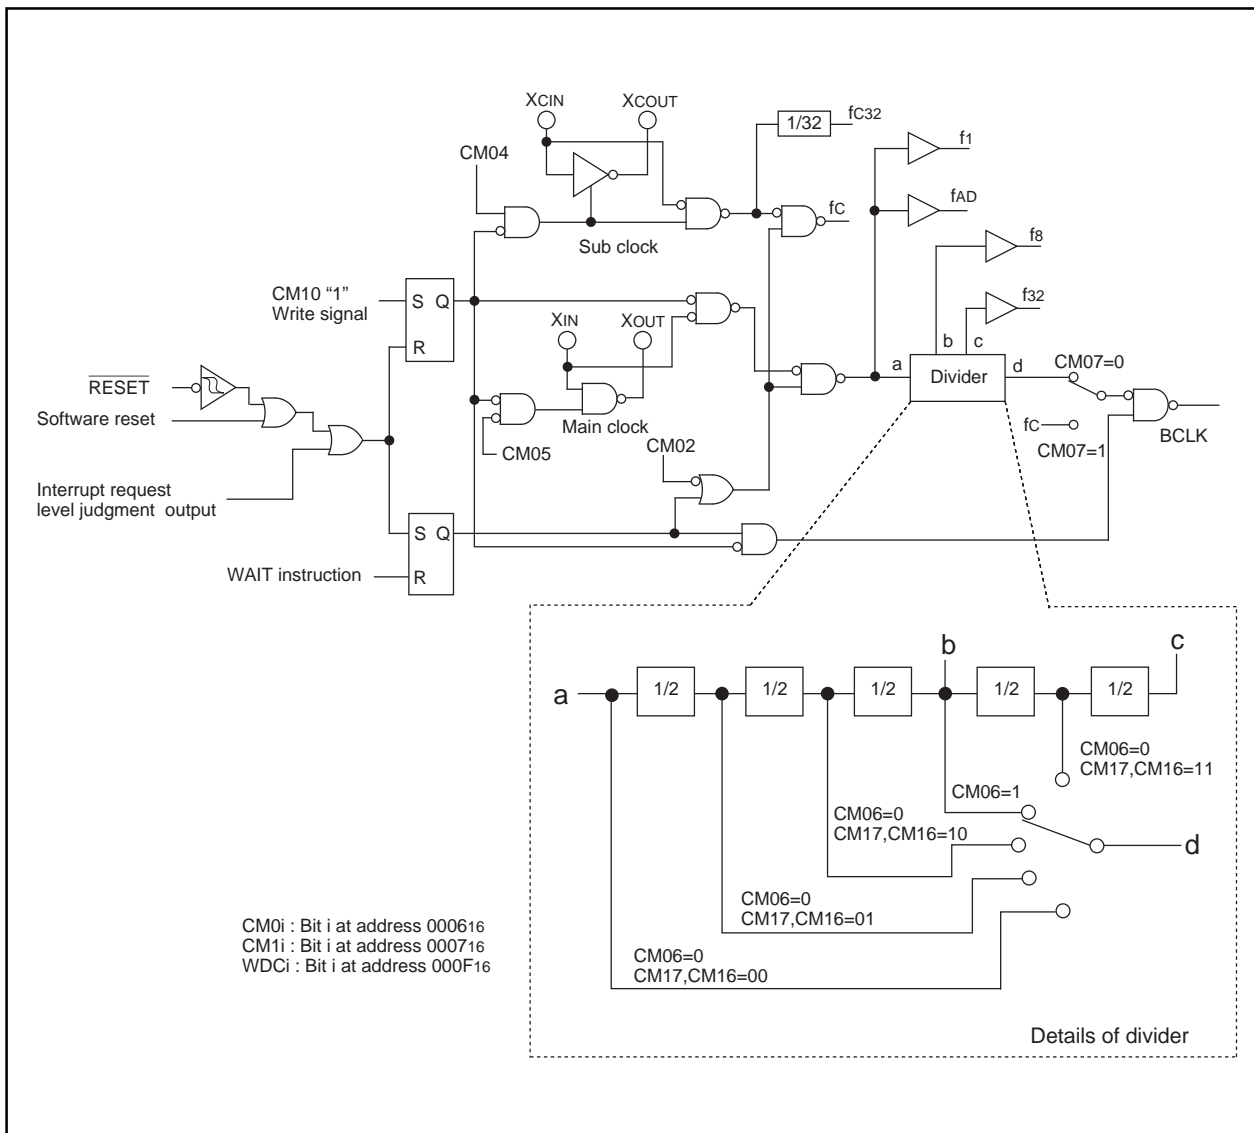 XCIN
XCOUT
1/32
fC32
f1
CM04
fAD
fC
f8
Sub clock
CM10 “1”
Write signal
S Q
R
XIN
XOUT
f32
b c
a
Divider
d
CM07=0
RESET
Software reset
CM05
Main clock
fC
CM07=1
BCLK
CM02
Interrupt request
level judgment output
S Q
R
WAIT instruction
a
1/2
1/2
1/2
b
1/2
1/2
c
CM06=0
CM17,CM16=11
CM06=1
CM06=0
CM17,CM16=10
d
CM06=0
CM17,CM16=01
CM06=0
CM17,CM16=00
CM0i : Bit i at address 000616
CM1i : Bit i at address 000716
WDCi : Bit i at address 000F16
Details of divider